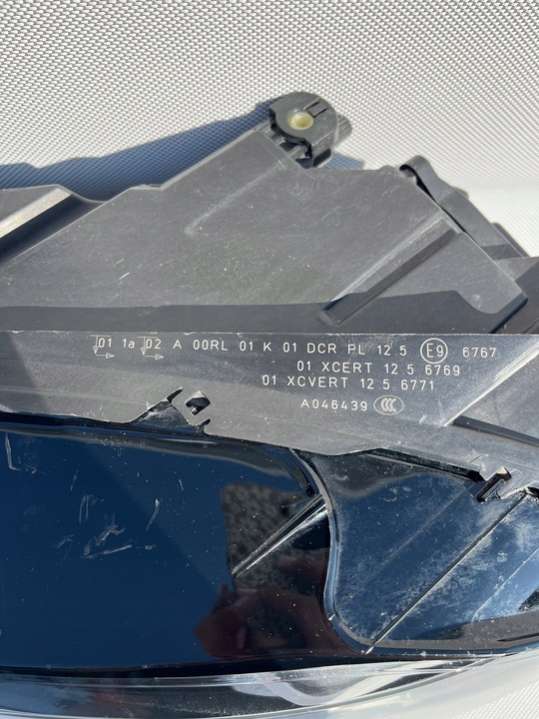 01 1a 02 A 00RL 01 K 01 DCR PL 12.5 E9 6767
01 XCERT 12.5 6769
01 XCVERT 12.5 6771
A046439 CCC